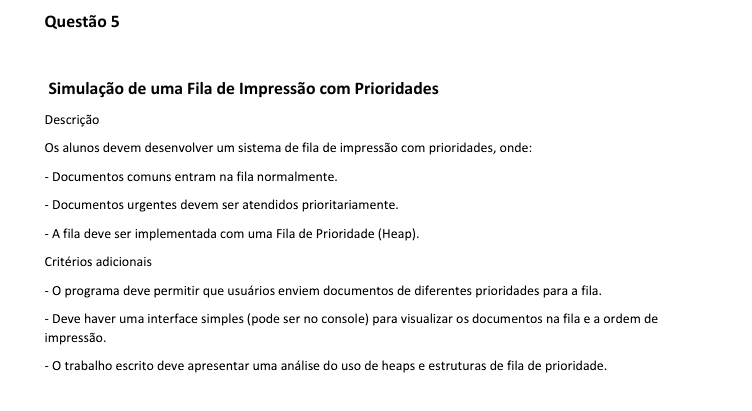 Questão 5
Simulação de uma Fila de Impressão com Prioridades
Descrição
Os alunos devem desenvolver um sistema de fila de impressão com prioridades, onde:
- Documentos comuns entram na fila normalmente.
- Documentos urgentes devem ser atendidos prioritariamente.
- A fila deve ser implementada com uma Fila de Prioridade (Heap).
Critérios adicionais
- O programa deve permitir que usuários enviem documentos de diferentes prioridades para a fila.
- Deve haver uma interface simples (pode ser no console) para visualizar os documentos na fila e a ordem de
impressão.
- O trabalho escrito deve apresentar uma análise do uso de heaps e estruturas de fila de prioridade.